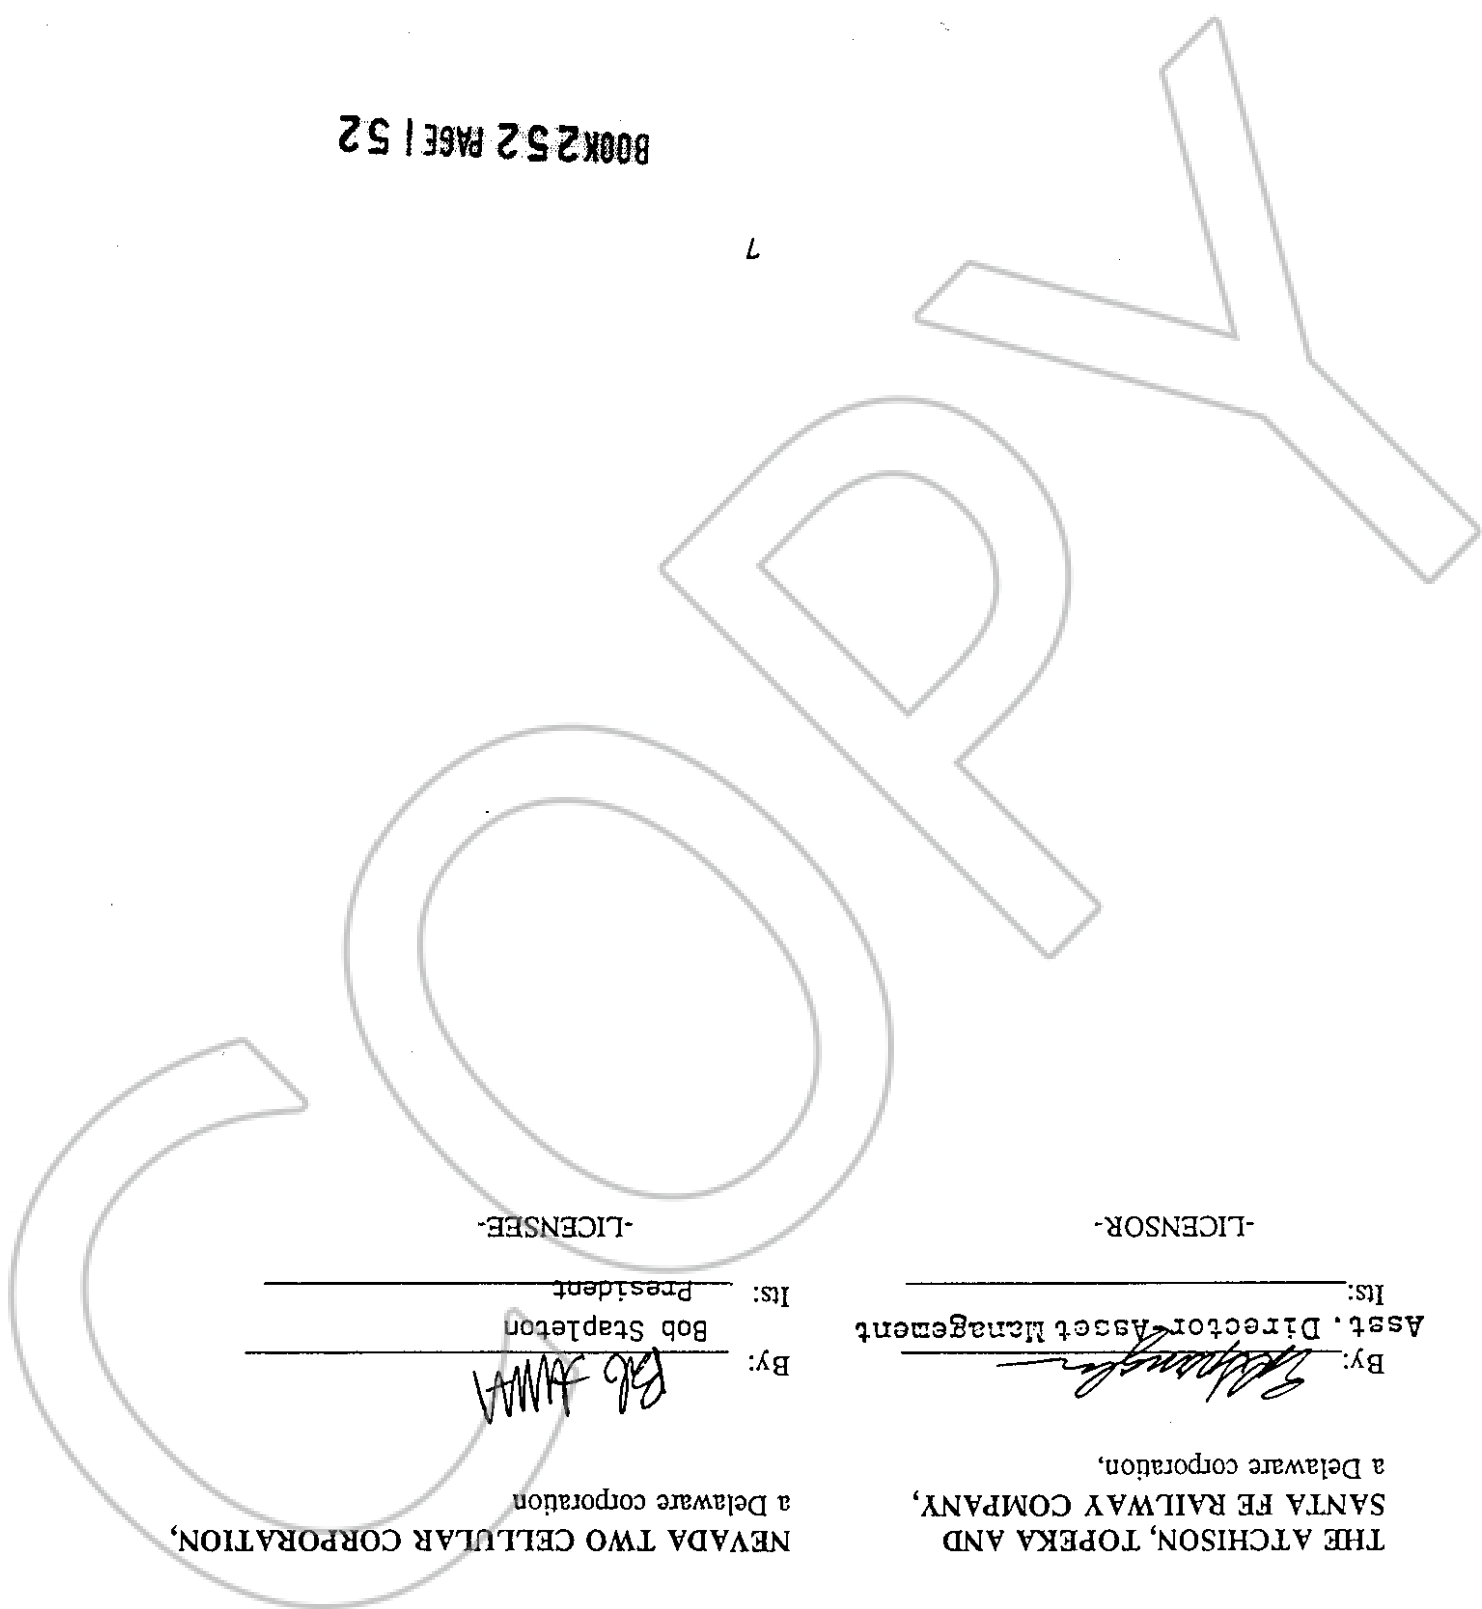 THE ATCHISON, TOPEKA AND
SANTA FE RAILWAY COMPANY,
a Delaware corporation,
By:
Asst. Director-Asset Management
Its:
-LICENSOR-
NEVADA TWO CELLULAR CORPORATION,
a Delaware corporation
By:
Bob Stapleton
Its: President
-LICENSEE-
COPY
7
BOOK 252 PAGE 152